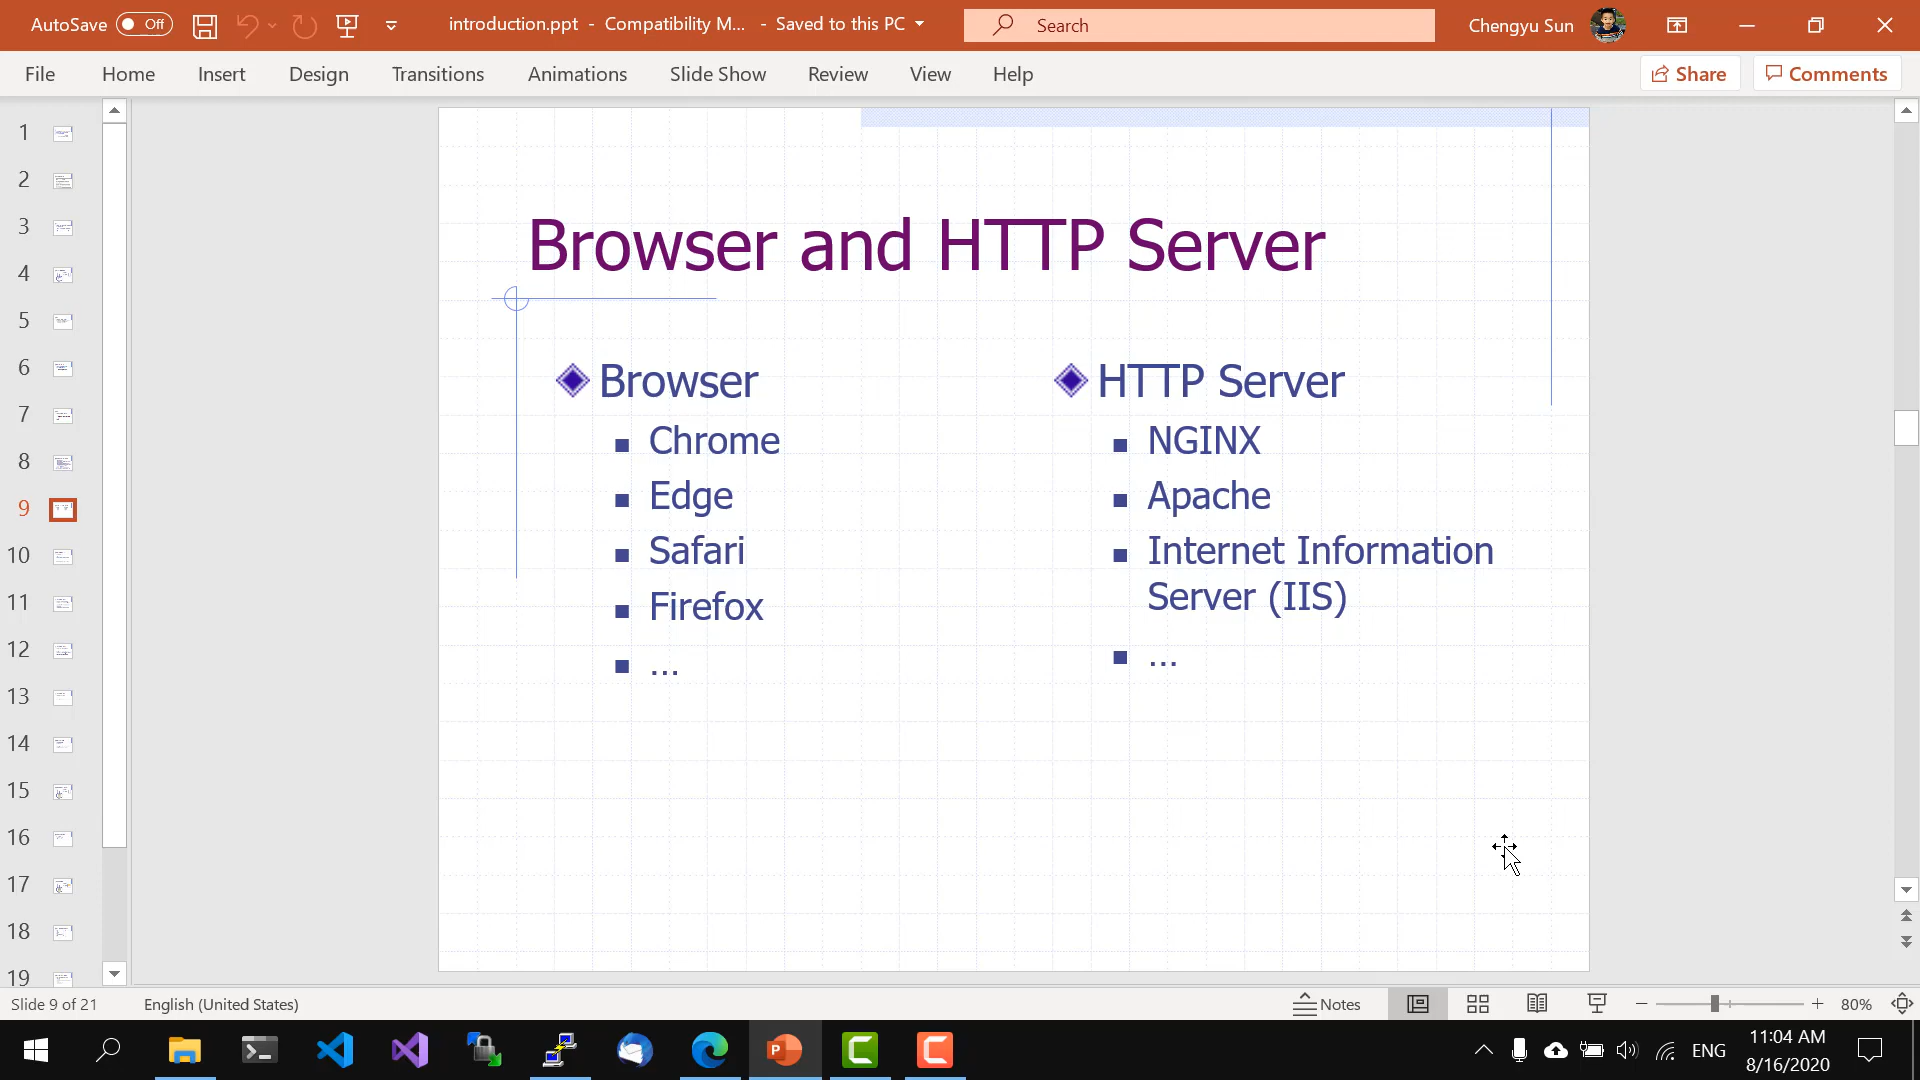 AutoSave Off introduction.ppt - Compatibility M... - Saved to this PC Search Chengyu Sun
File Home Insert Design Transitions Animations Slide Show Review View Help Share Comments
1
2
3
4
5
6
7
8
9
10
11
12
13
14
15
16
17
18
19
Browser and HTTP Server
Browser
Chrome
Edge
Safari
Firefox
...
HTTP Server
NGINX
Apache
Internet Information
Server (IIS)
...
Slide 9 of 21 English (United States) Notes 80%
ENG
11:04 AM
8/16/2020